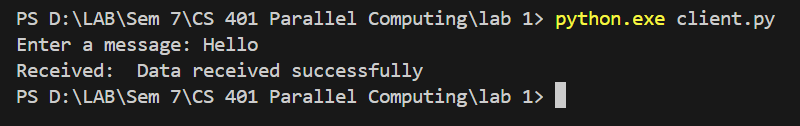 PS D:\LAB\Sem 7\CS 401 Parallel Computing\lab 1> python.exe client.py
Enter a message: Hello
Received:  Data received successfully
PS D:\LAB\Sem 7\CS 401 Parallel Computing\lab 1>